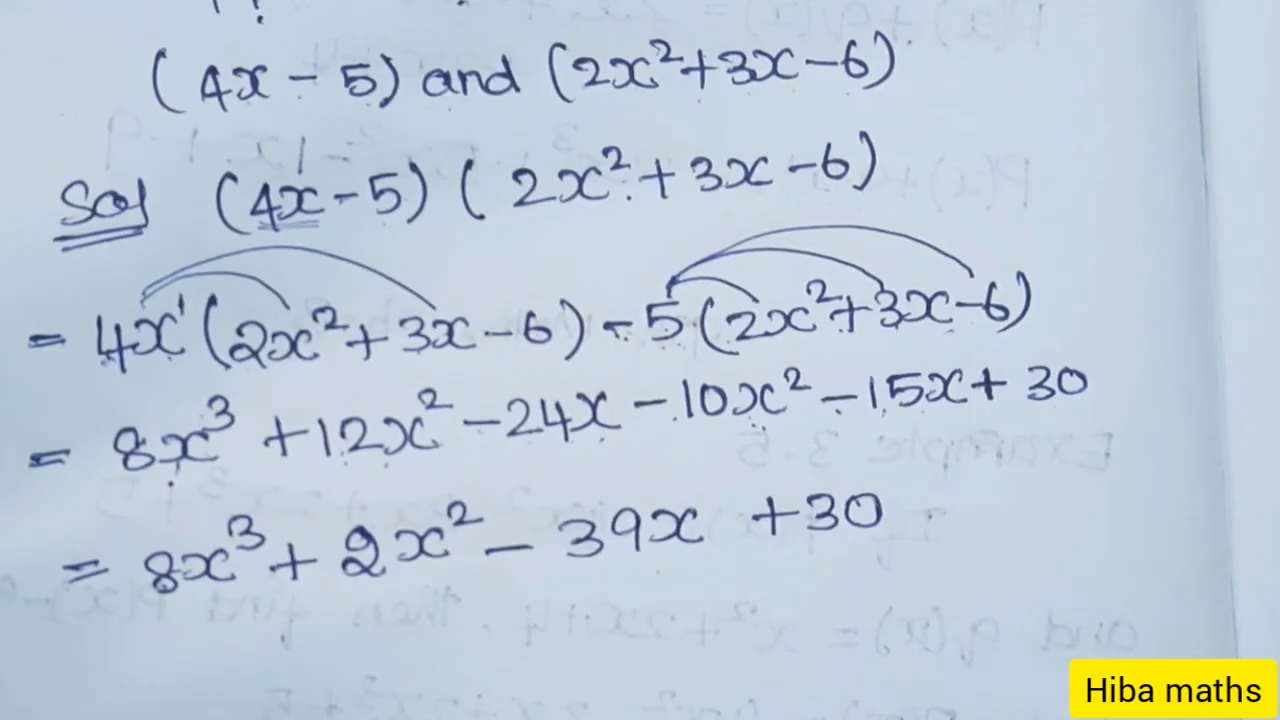 (4x - 5) and (2x²+3x-6)
Sol (4x-5) ( 2x²+3x-6)
= 4x¹(2x²+3x-6) - 5(2x²+3x-6)
= 8x³ +12x² -24x -10x² -15x+ 30
= 8x³+ 2x² - 39x +30
Hiba maths